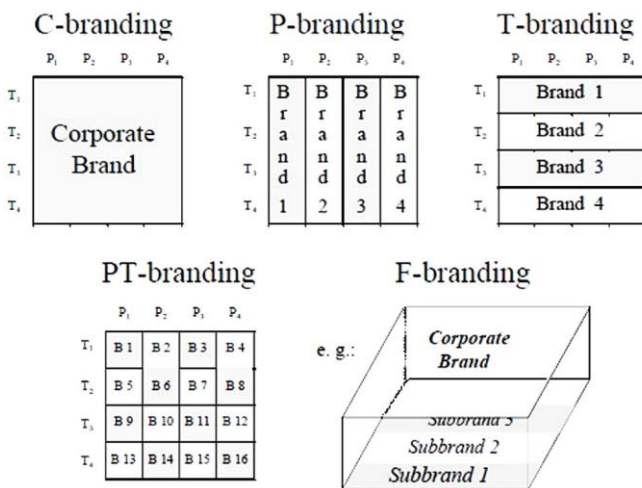 C-branding
P₁ P₂ P₃ P₄
T₁
T₂
T₃
T₄
Corporate
Brand
P-branding
P₁ P₂ P₃ P₄
T₁
T₂
T₃
T₄
Brand 1
Brand 2
Brand 3
Brand 4
T-branding
P₁ P₂ P₃ P₄
T₁ Brand 1
T₂ Brand 2
T₃ Brand 3
T₄ Brand 4
PT-branding
P₁ P₂ P₃ P₄
T₁ B 1 B 2 B 3 B 4
T₂ B 5 B 6 B 7 B 8
T₃ B 9 B 10 B 11 B 12
T₄ B 13 B 14 B 15 B 16
F-branding
e. g.:
Corporate
Brand
Subbrand 3
Subbrand 2
Subbrand 1